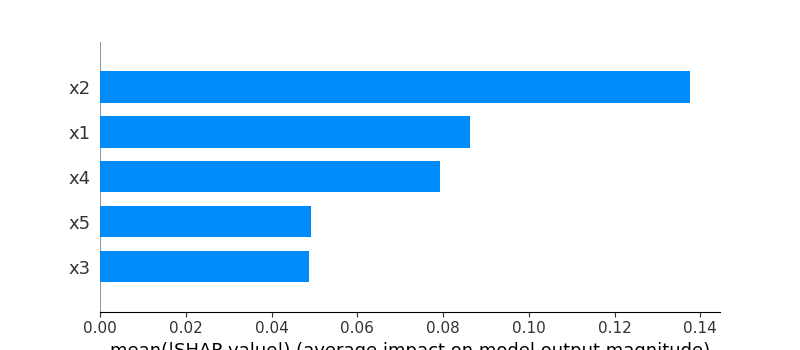 x2
x1
x4
x5
x3
0.00 0.02 0.04 0.06 0.08 0.10 0.12 0.14
mean(|SHAP value|) (average impact on model output magnitude)